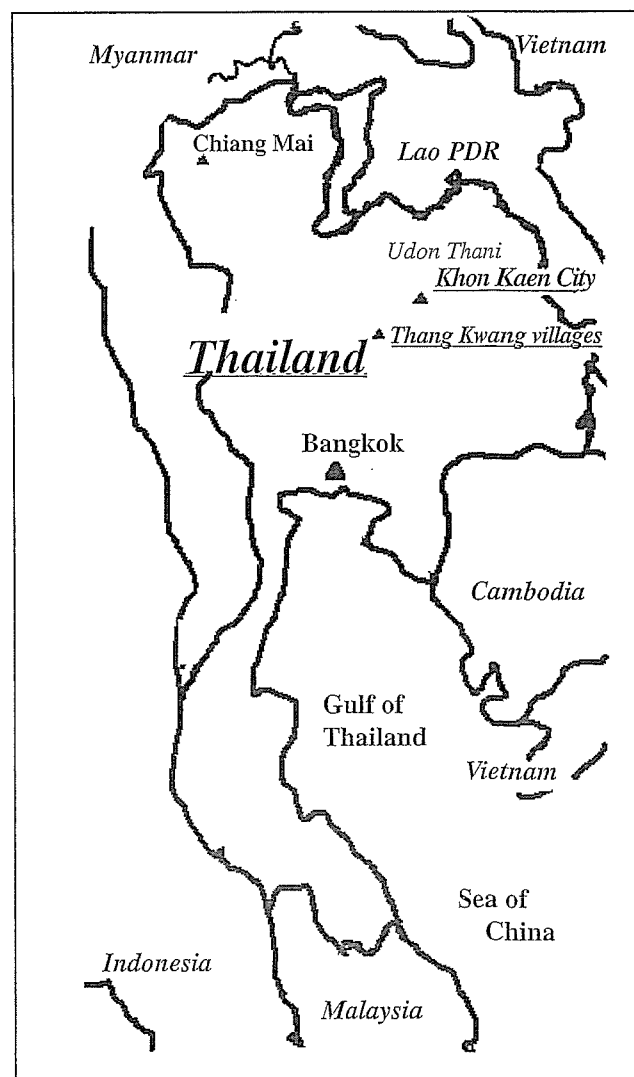 Myanmar
Vietnam
Chiang Mai
Lao PDR
Udon Thani
Khon Kaen City
Thang Kwang villages
Thailand
Bangkok
Cambodia
Gulf of
Thailand
Vietnam
Sea of
China
Indonesia
Malaysia